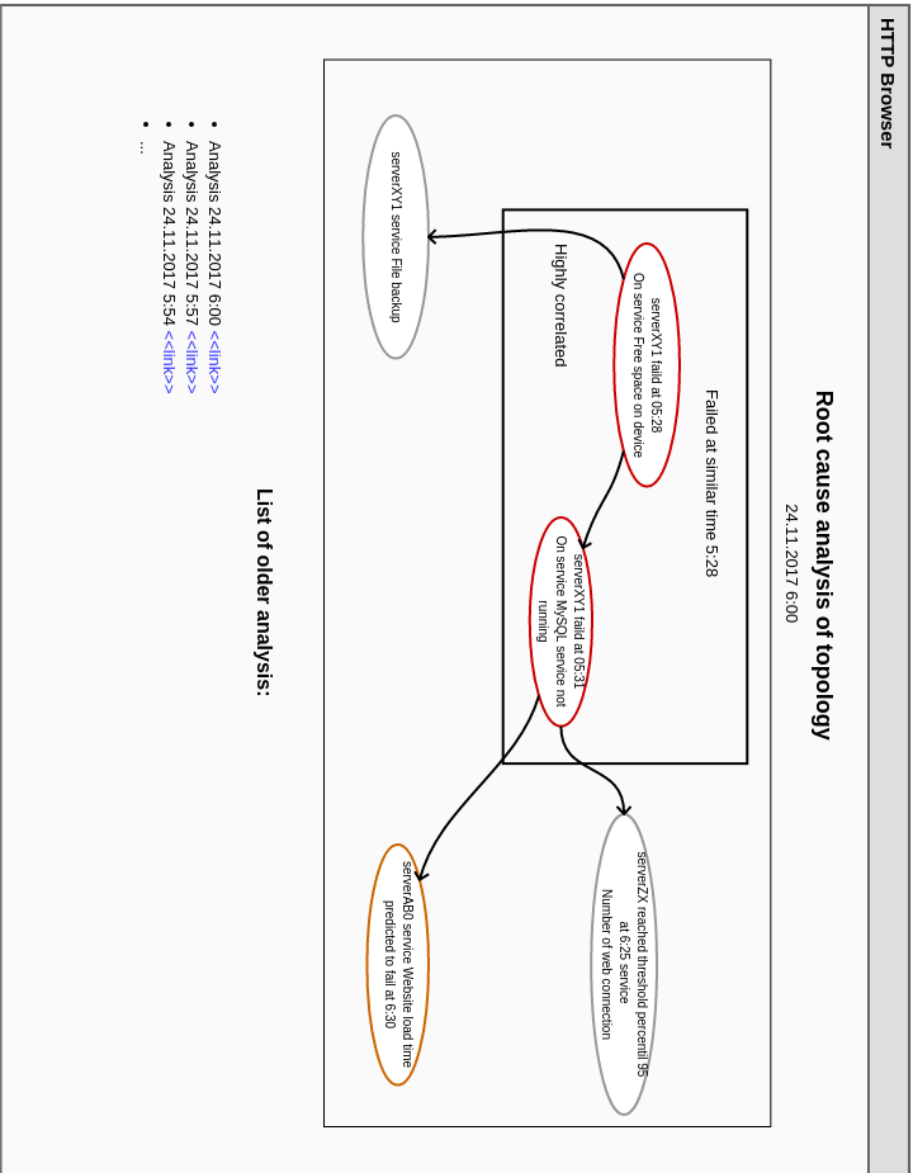 HTTP Browser
Root cause analysis of topology
24.11.2017 6:00
Failed at similar time 5:28
serverXY1 faild at 05:28
On service Free space on device
Highly correlated
serverXY1 faild at 05:31
On service MySQL service not
running
serverZX reached threshold percentil 95
at 6:25 service
Number of web connection
serverXY1 service File backup
serverAB0 service Website load time
predicted to fail at 6:30
List of older analysis:
• Analysis 24.11.2017 6:00 <<link>>
• Analysis 24.11.2017 5:57 <<link>>
• Analysis 24.11.2017 5:54 <<link>>
• ...